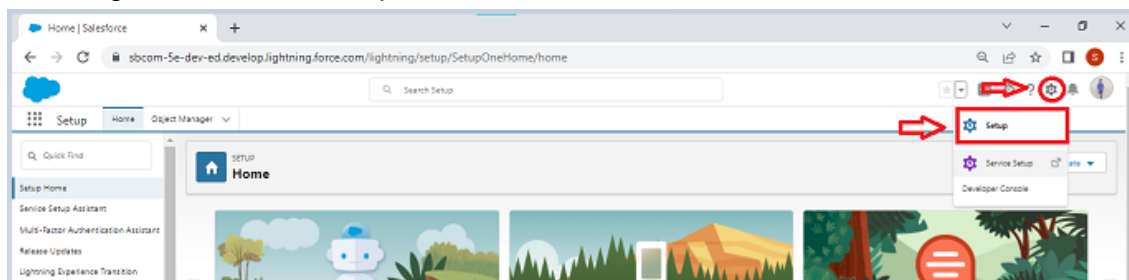 Home | Salesforce
sbcom-5e-dev-ed.develop.lightning.force.com/lightning/setup/SetupOneHome/home
S
Search Setup
?
Setup Home Object Manager
Setup
Quick Find
SETUP
Home
Service Setup
ate
Developer Console
Setup Home
Service Setup Assistant
Multi-Factor Authentication Assistant
Release Updates
Lightning Experience Transition